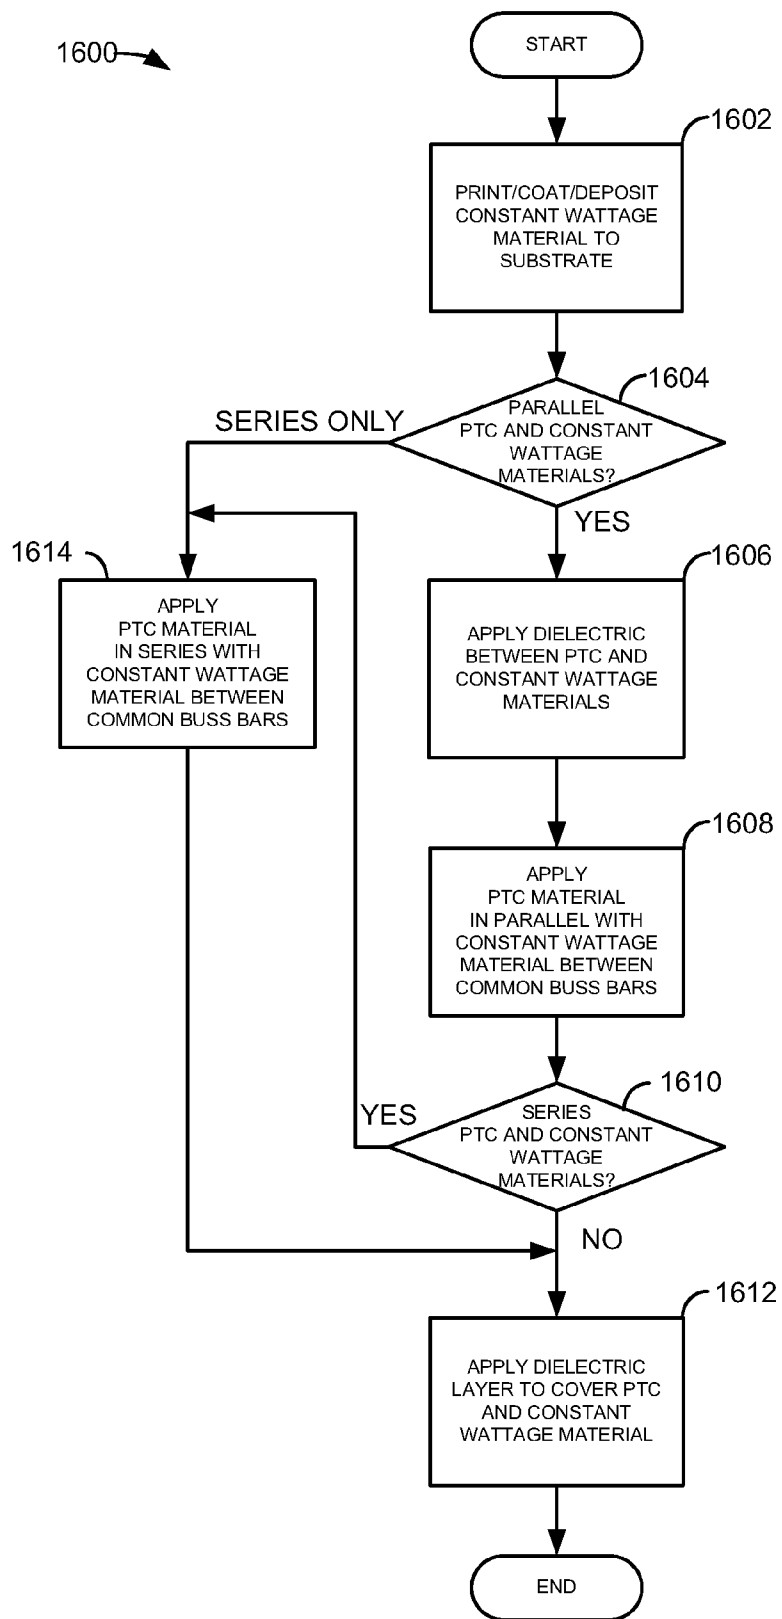 1600
START
1602
PRINT/COAT/DEPOSIT
CONSTANT WATTAGE
MATERIAL TO
SUBSTRATE
1604
PARALLEL
PTC AND CONSTANT
WATTAGE
MATERIALS?
SERIES ONLY
YES
1614
APPLY
PTC MATERIAL
IN SERIES WITH
CONSTANT WATTAGE
MATERIAL BETWEEN
COMMON BUSS BARS
1606
APPLY DIELECTRIC
BETWEEN PTC AND
CONSTANT WATTAGE
MATERIALS
1608
APPLY
PTC MATERIAL
IN PARALLEL WITH
CONSTANT WATTAGE
MATERIAL BETWEEN
COMMON BUSS BARS
1610
YES
SERIES
PTC AND CONSTANT
WATTAGE
MATERIALS?
NO
1612
APPLY DIELECTRIC
LAYER TO COVER PTC
AND CONSTANT
WATTAGE MATERIAL
END